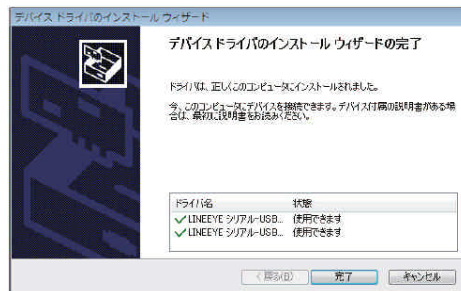 デバイス ドライバのインストール ウィザード
デバイス ドライバのインストール ウィザードの完了
ドライバは、正しくこのコンピュータにインストールされました。
今、このコンピュータにデバイスを接続できます。デバイス付属の説明書がある場
合は、最初に説明書をお読みください。
ドライバ名 状態
LINEEYE シリアル-USB... 使用できます
LINEEYE シリアル-USB... 使用できます
< 戻る(B) 完了 キャンセル